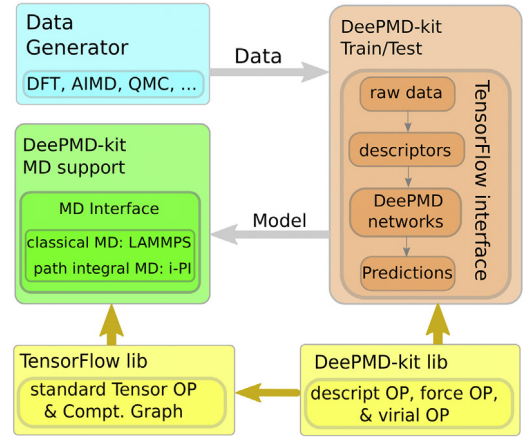 Data
Generator
DFT, AIMD, QMC, ...
Data
DeePMD-kit
Train/Test
raw data
descriptors
DeePMD
networks
Predictions
TensorFlow interface
DeePMD-kit
MD support
MD Interface
classical MD: LAMMPS
path integral MD: i-PI
Model
TensorFlow lib
standard Tensor OP
& Compt. Graph
DeePMD-kit lib
descript OP, force OP,
& virial OP